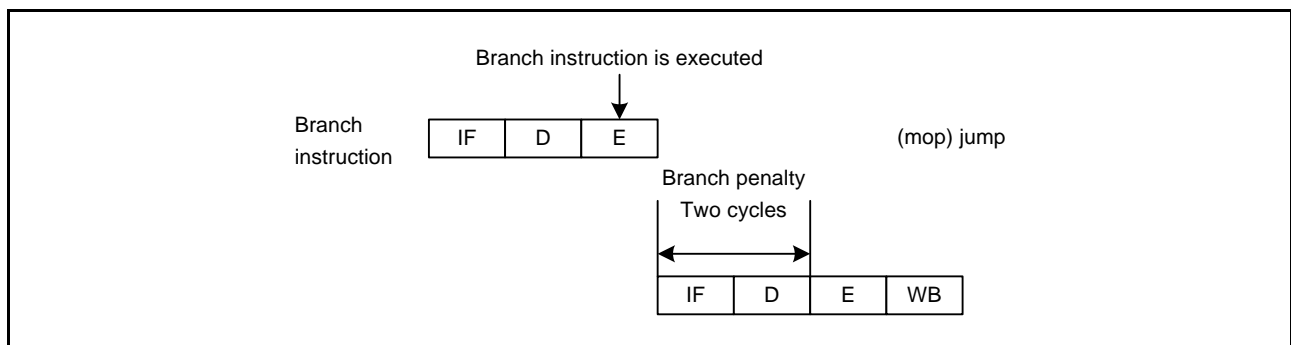 Branch instruction is executed
Branch
instruction
IF D E
(mop) jump
Branch penalty
Two cycles
IF D E WB